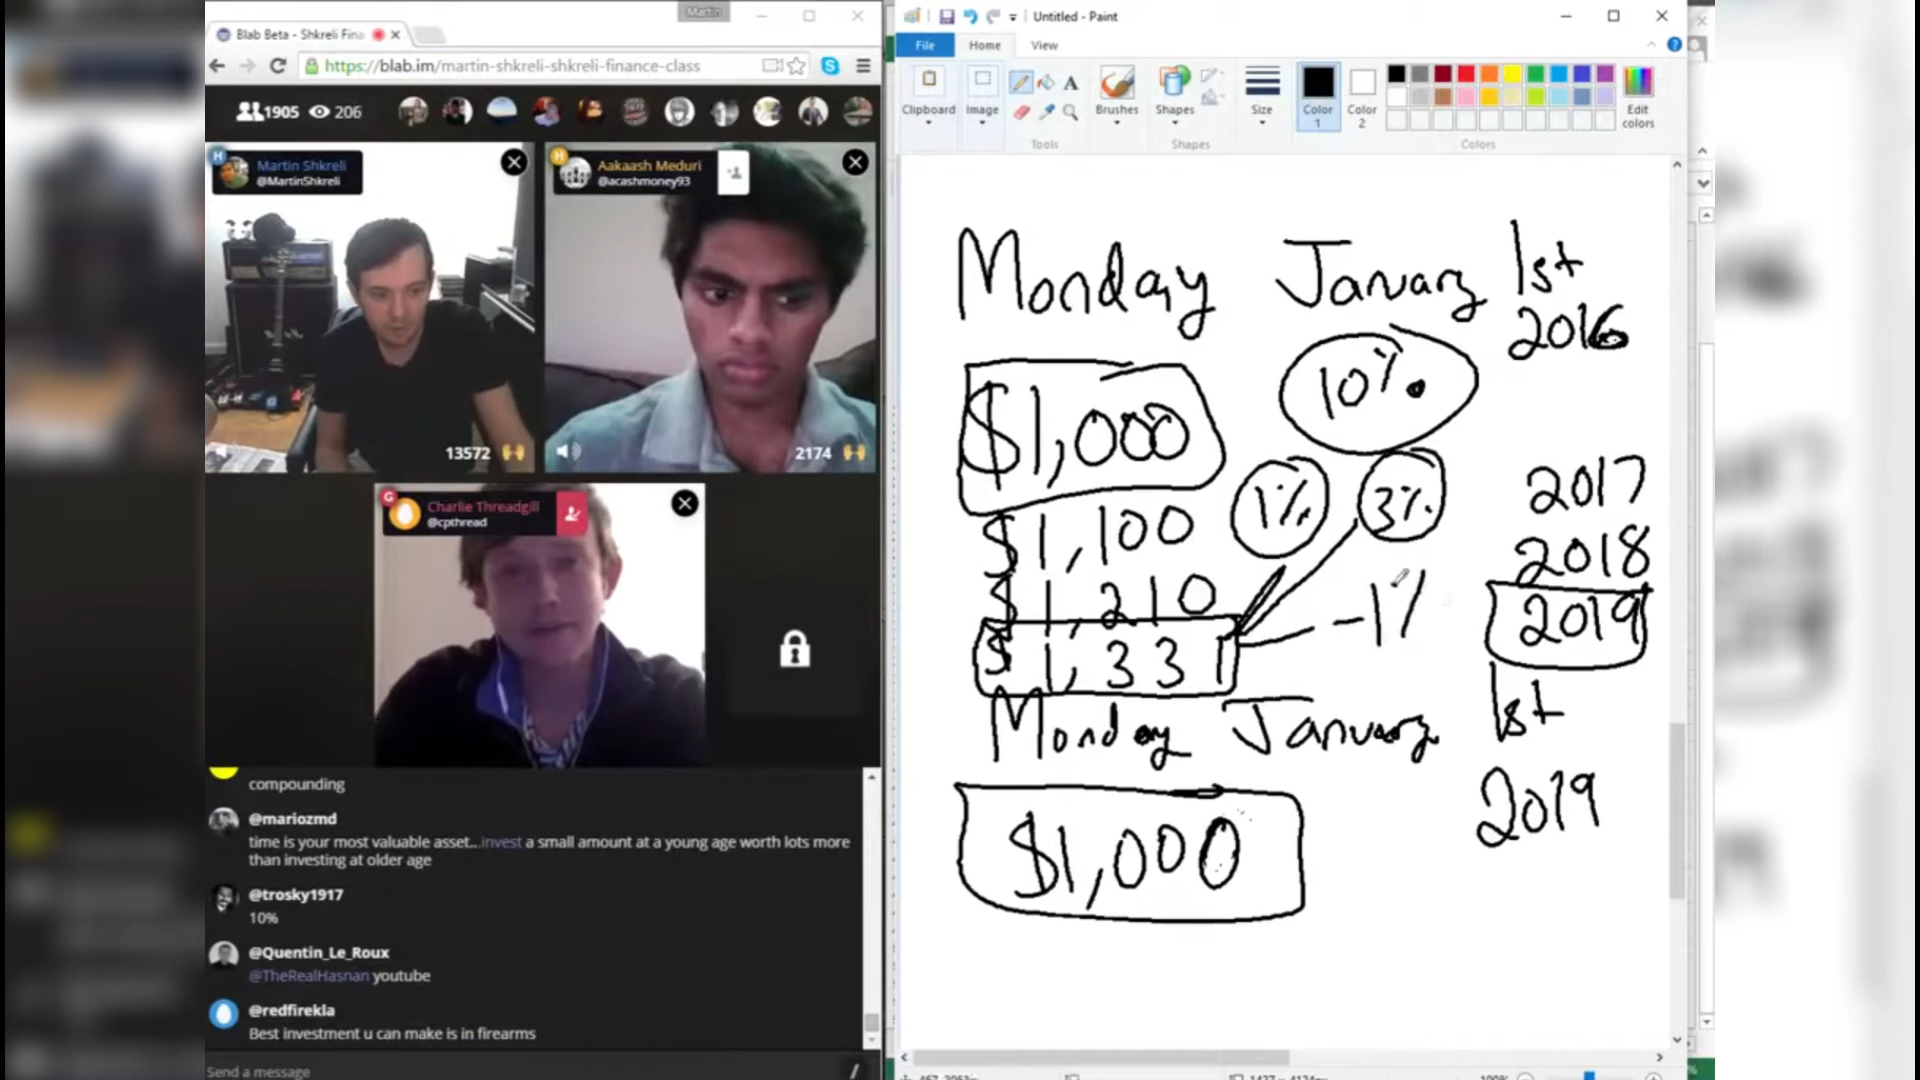 Martin
Blab Beta - Shkreli Fina
https://blab.im/martin-shkreli-shkreli-finance-class
1905 206
H Martin Shkreli
@MartinShkreli
13572
H Aakaash Meduri
@acashmoney93
2174
G Charlie Threadgill
@cpthread
compounding
@mariozmd
time is your most valuable asset...invest a small amount at a young age worth lots more
than investing at older age
@trosky1917
10%
@Quentin_Le_Roux
@TheRealHasnan youtube
@redfirekla
Best investment u can make is in firearms
Send a message /
Untitled - Paint
File Home View
Clipboard Image Brushes Shapes Size Color 1 Color 2 Edit colors
Tools Shapes Colors
Monday January 1st
2016
10%
$1,000
1% 3% 2017
$1,100
2018
$1,210
-1% 2019
$1,331
Monday January 1st
2019
$1,000
100%